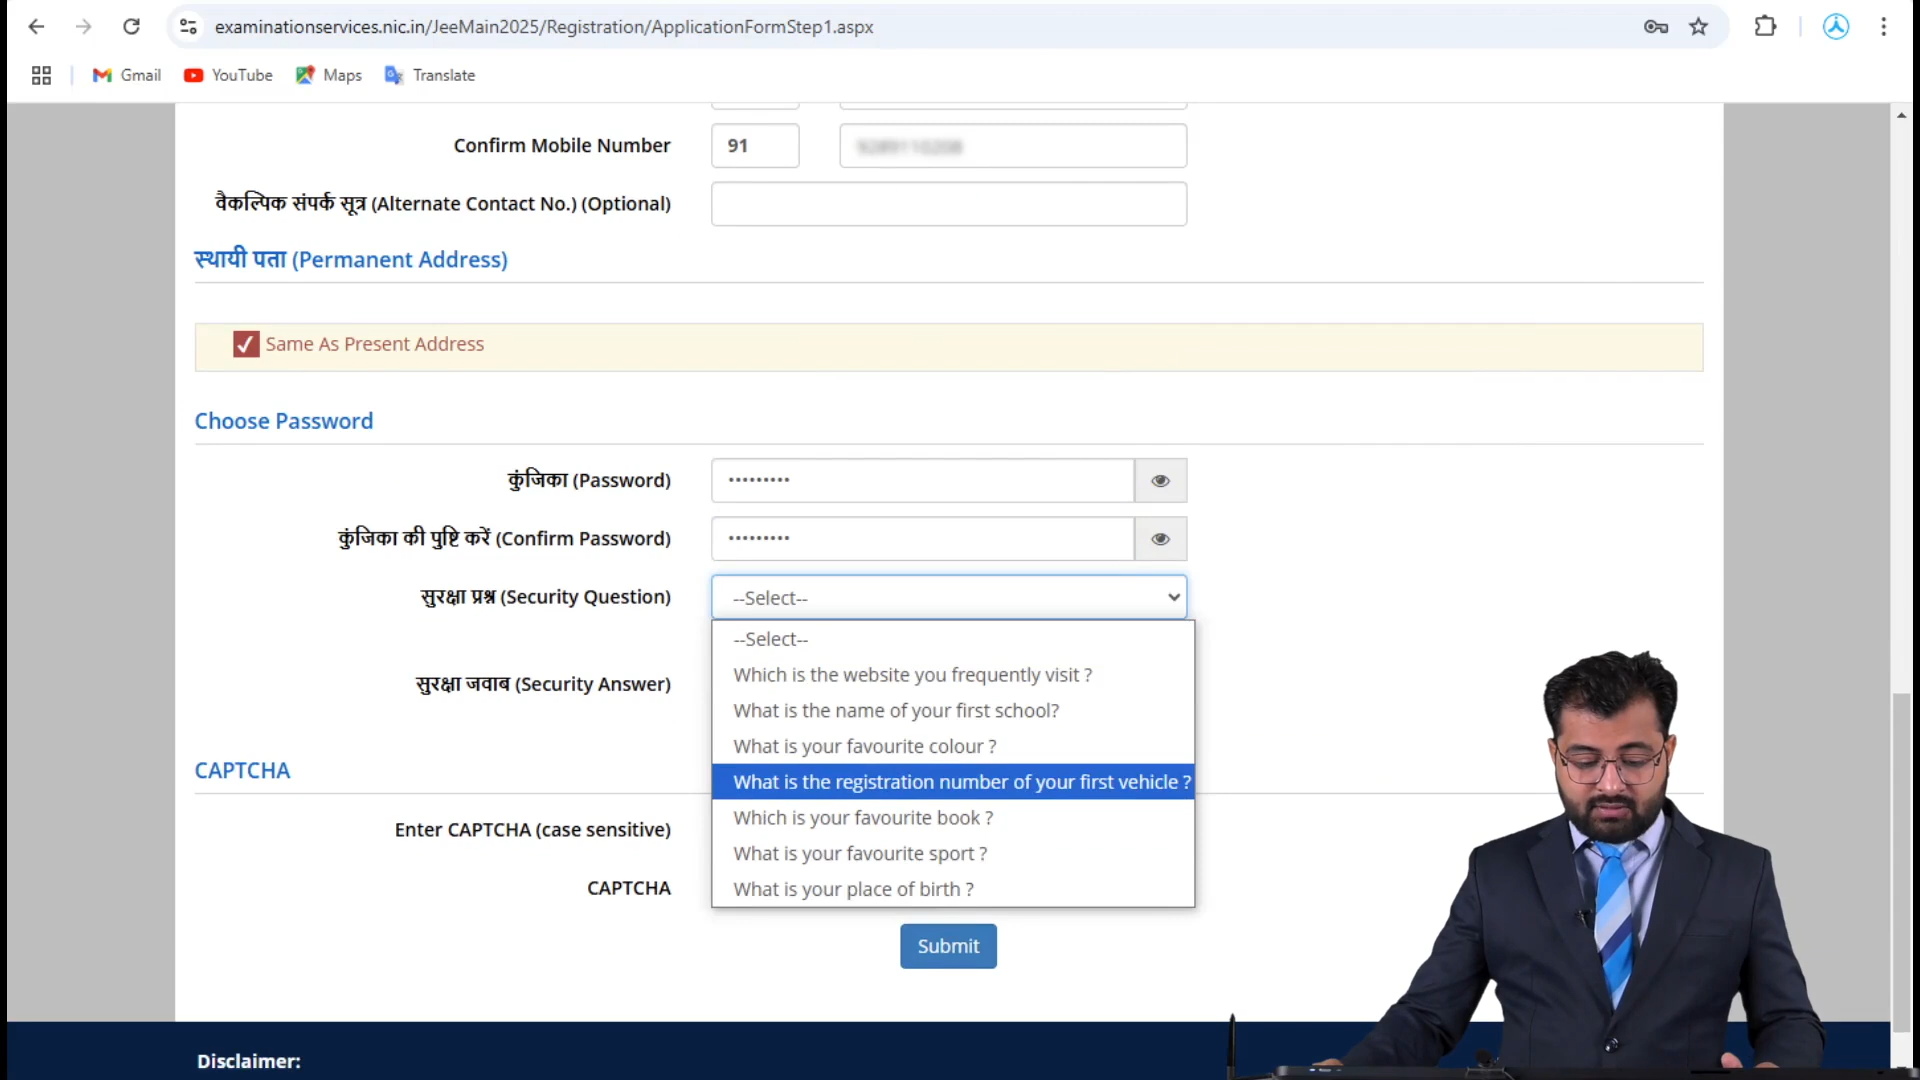 examinationservices.nic.in/JeeMain2025/Registration/ApplicationFormStep1.aspx
Gmail YouTube Maps Translate
Confirm Mobile Number 91
वैकल्पिक संपर्क सूत्र (Alternate Contact No.) (Optional)
स्थायी पता (Permanent Address)
Same As Present Address
Choose Password
कुंजिका (Password) •••••••••
कुंजिका की पुष्टि करें (Confirm Password) •••••••••
सुरक्षा प्रश्न (Security Question) --Select--
--Select--
Which is the website you frequently visit ?
What is the name of your first school?
सुरक्षा जवाब (Security Answer)
What is your favourite colour ?
CAPTCHA
What is the registration number of your first vehicle ?
Which is your favourite book ?
Enter CAPTCHA (case sensitive)
What is your favourite sport ?
CAPTCHA
What is your place of birth ?
Submit
Disclaimer: